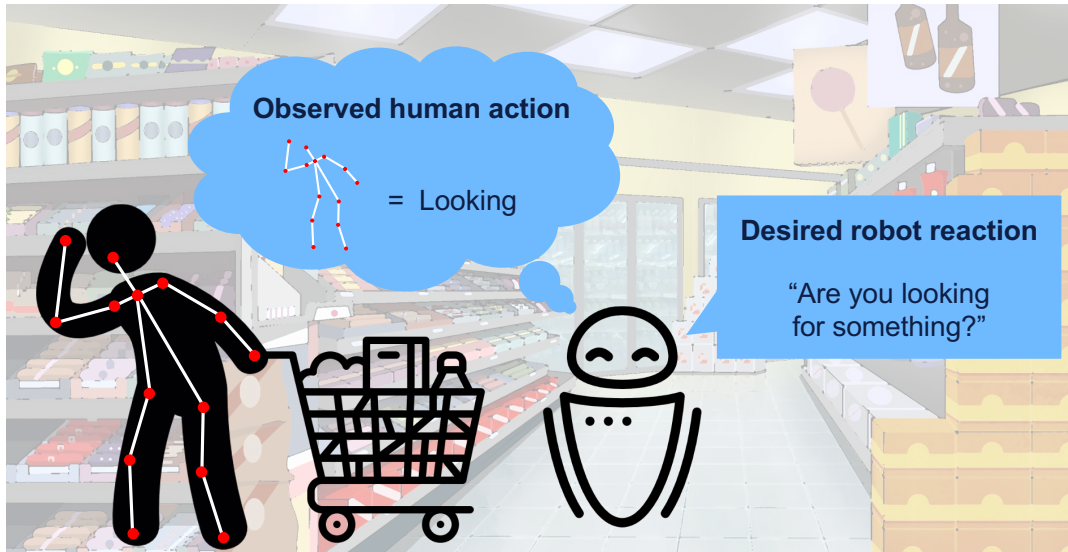 Observed human action
= Looking
Desired robot reaction
“Are you looking
for something?”